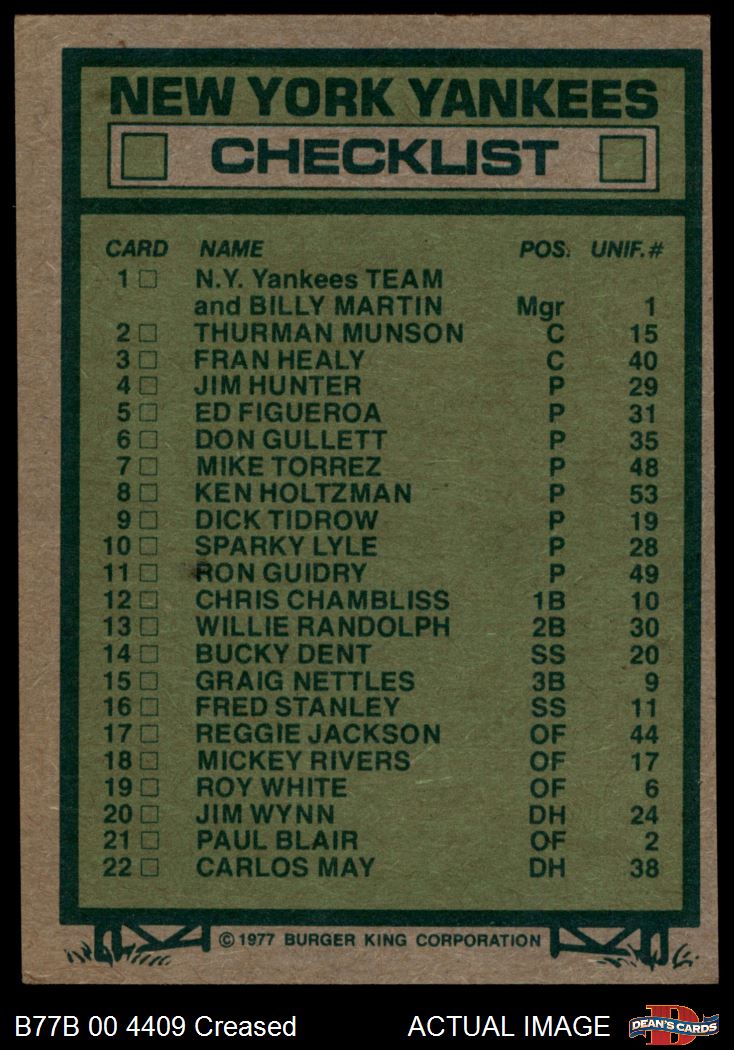 NEW YORK YANKEES
CHECKLIST
CARD NAME POS. UNIF.#
1 N.Y. Yankees TEAM
and BILLY MARTIN Mgr 1
2 THURMAN MUNSON C 15
3 FRAN HEALY C 40
4 JIM HUNTER P 29
5 ED FIGUEROA P 31
6 DON GULLETT P 35
7 MIKE TORREZ P 48
8 KEN HOLTZMAN P 53
9 DICK TIDROW P 19
10 SPARKY LYLE P 28
11 RON GUIDRY P 49
12 CHRIS CHAMBLISS 1B 10
13 WILLIE RANDOLPH 2B 30
14 BUCKY DENT SS 20
15 GRAIG NETTLES 3B 9
16 FRED STANLEY SS 11
17 REGGIE JACKSON OF 44
18 MICKEY RIVERS OF 17
19 ROY WHITE OF 6
20 JIM WYNN DH 24
21 PAUL BLAIR OF 2
22 CARLOS MAY DH 38
©1977 BURGER KING CORPORATION
B77B 00 4409 Creased ACTUAL IMAGE DEAN'S CARDS